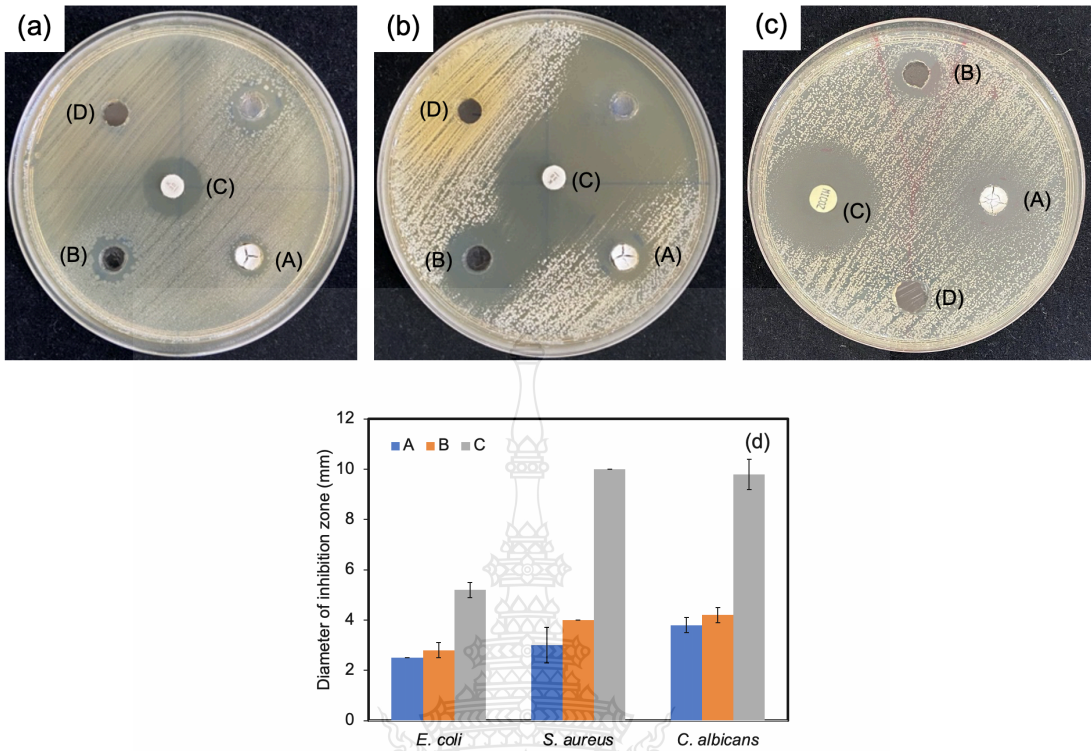 (a)
(D)
(C)
(B)
(A)
(b)
(D)
(C)
(B)
(A)
(c)
(B)
(A)
(C)
(D)
12
10
8
6
4
2
0
Diameter of inhibition zone (mm)
A B C
(d)
E. coli S. aureus C. albicans